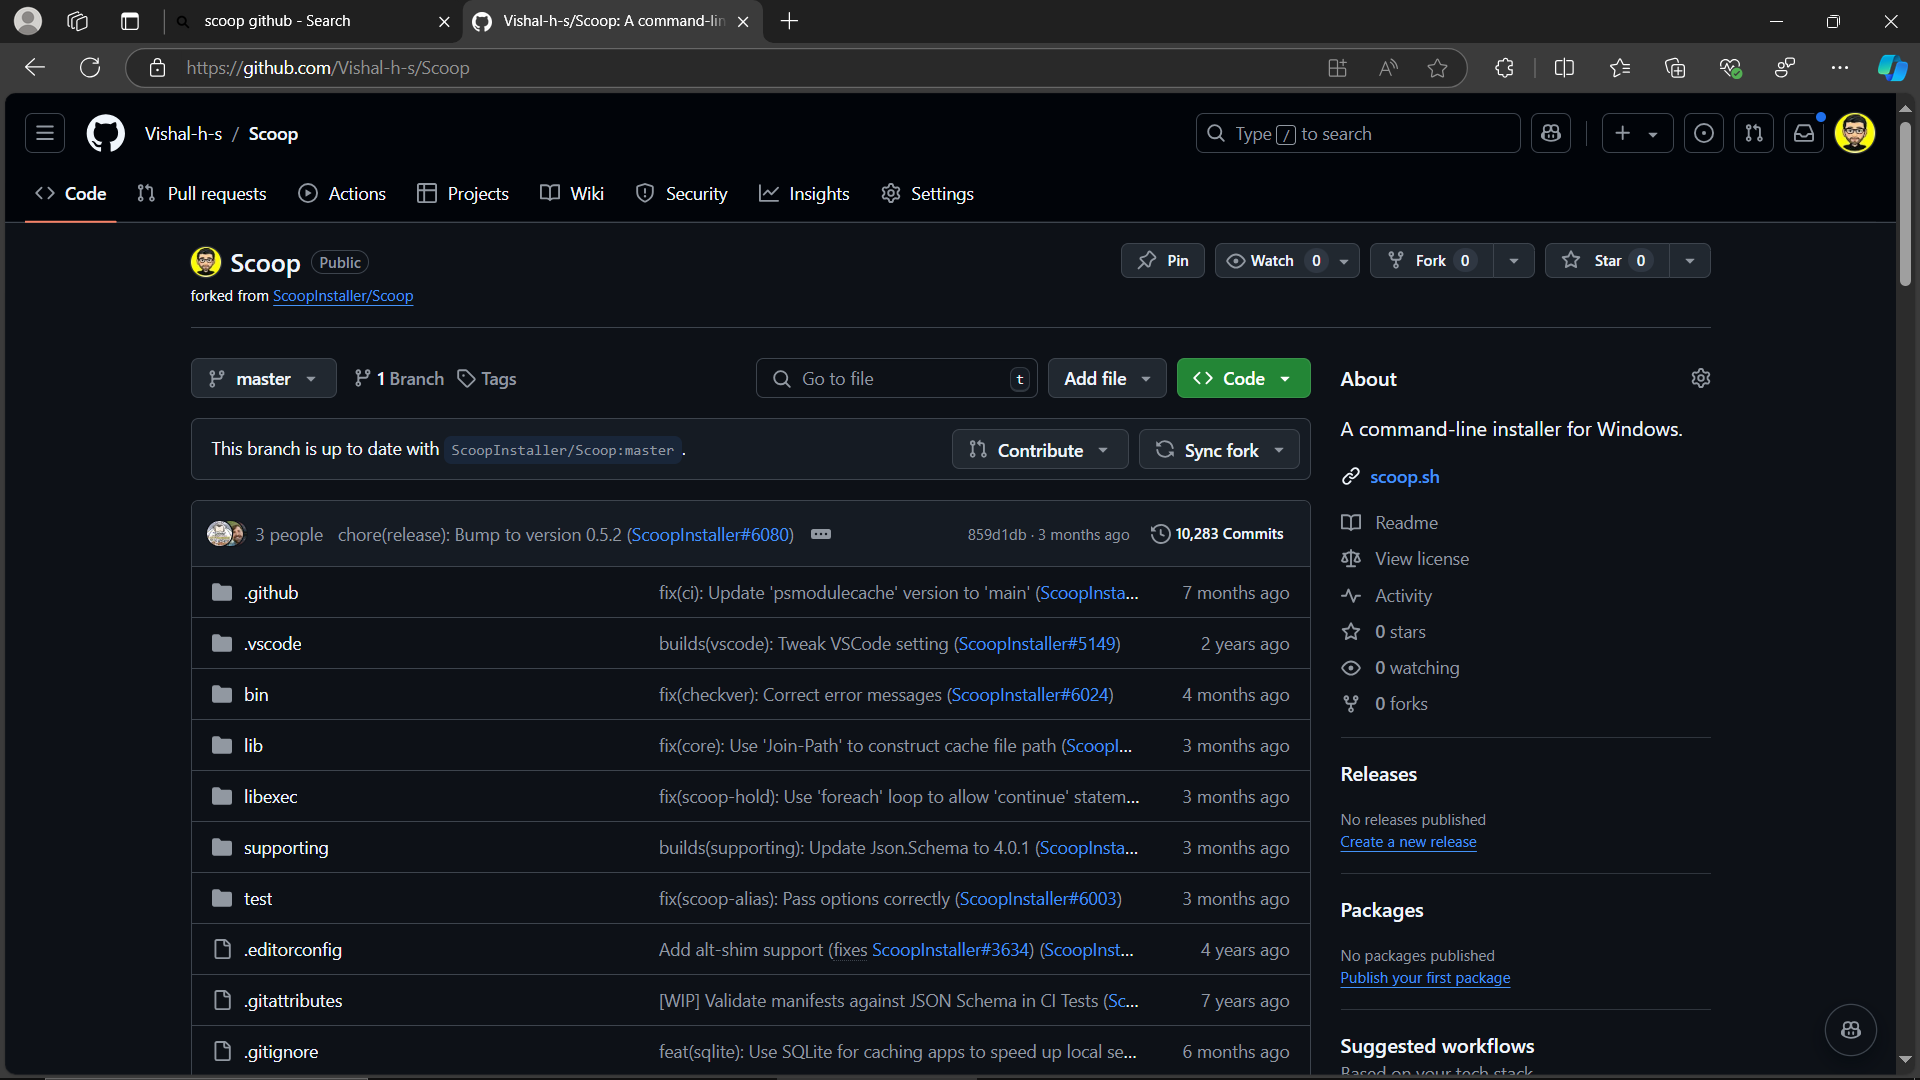 scoop github - Search
Vishal-h-s/Scoop: A command-lin
https://github.com/Vishal-h-s/Scoop
Vishal-h-s / Scoop
Type / to search
Code
Pull requests
Actions
Projects
Wiki
Security
Insights
Settings
Scoop Public
Pin
Watch 0
Fork 0
Star 0
forked from ScoopInstaller/Scoop
master
1 Branch
Tags
Go to file t
Add file
Code
This branch is up to date with ScoopInstaller/Scoop:master .
Contribute
Sync fork
3 people chore(release): Bump to version 0.5.2 (ScoopInstaller#6080)
859d1db · 3 months ago
10,283 Commits
.github fix(ci): Update 'psmodulecache' version to 'main' (ScoopInsta... 7 months ago
.vscode builds(vscode): Tweak VSCode setting (ScoopInstaller#5149) 2 years ago
bin fix(checkver): Correct error messages (ScoopInstaller#6024) 4 months ago
lib fix(core): Use 'Join-Path' to construct cache file path (ScoopI... 3 months ago
libexec fix(scoop-hold): Use 'foreach' loop to allow 'continue' statem... 3 months ago
supporting builds(supporting): Update Json.Schema to 4.0.1 (ScoopInsta... 3 months ago
test fix(scoop-alias): Pass options correctly (ScoopInstaller#6003) 3 months ago
.editorconfig Add alt-shim support (fixes ScoopInstaller#3634) (ScoopInst... 4 years ago
.gitattributes [WIP] Validate manifests against JSON Schema in CI Tests (Sc... 7 years ago
.gitignore feat(sqlite): Use SQLite for caching apps to speed up local se... 6 months ago
About
A command-line installer for Windows.
scoop.sh
Readme
View license
Activity
0 stars
0 watching
0 forks
Releases
No releases published
Create a new release
Packages
No packages published
Publish your first package
Suggested workflows
Based on your tech stack